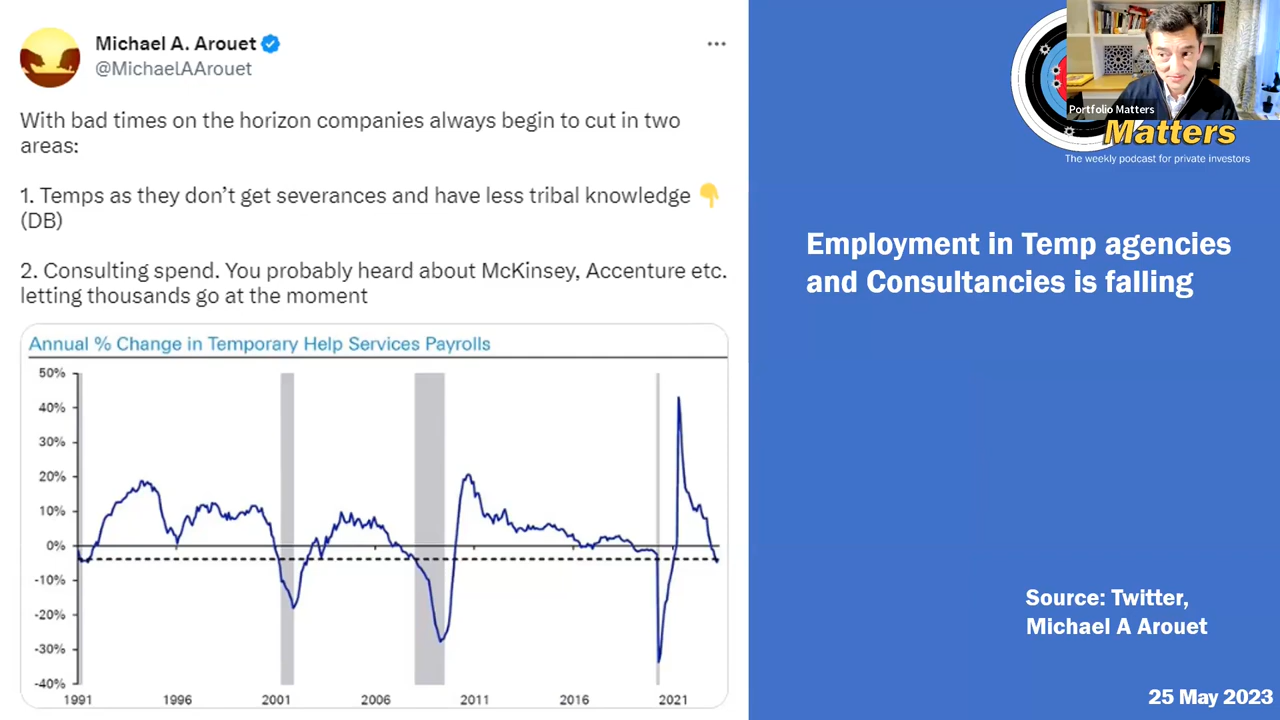 Michael A. Arouet
@MichaelAArouet
With bad times on the horizon companies always begin to cut in two
areas:
1. Temps as they don’t get severances and have less tribal knowledge 👇
(DB)
2. Consulting spend. You probably heard about McKinsey, Accenture etc.
letting thousands go at the moment
Annual % Change in Temporary Help Services Payrolls
50%
40%
30%
20%
10%
0%
-10%
-20%
-30%
-40%
1991 1996 2001 2006 2011 2016 2021
Portfolio Matters
Matters
The weekly podcast for private investors
Employment in Temp agencies
and Consultancies is falling
Source: Twitter,
Michael A Arouet
25 May 2023